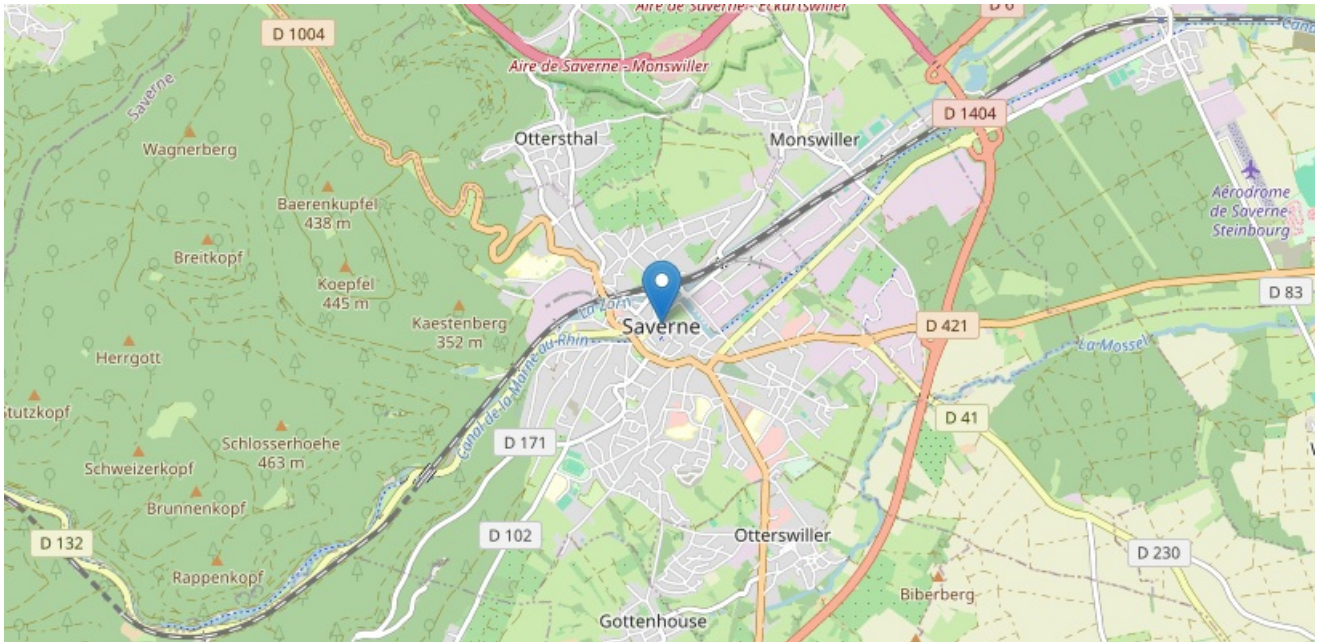 Aire de Saverne - Eckartswiller
D 6
D 1004
Aire de Saverne - Monswiller
Saverne
D 1404
Ottersthal
Monswiller
Wagnerberg
Aérodrome
de Saverne-
Steinbourg
Baerenkupfel
438 m
Breitkopf
Koepfel
445 m
D 83
La Zorn
Kaestenberg
352 m
Saverne
D 421
Herrgott
Canal de la Marne au Rhin
La Mossel
Stutzkopf
D 41
Schlosserhoehe
463 m
D 171
Schweizerkopf
Brunnenkopf
D 132
D 102
Otterswiller
D 230
Rappenkopf
Biberberg
Gottenhouse